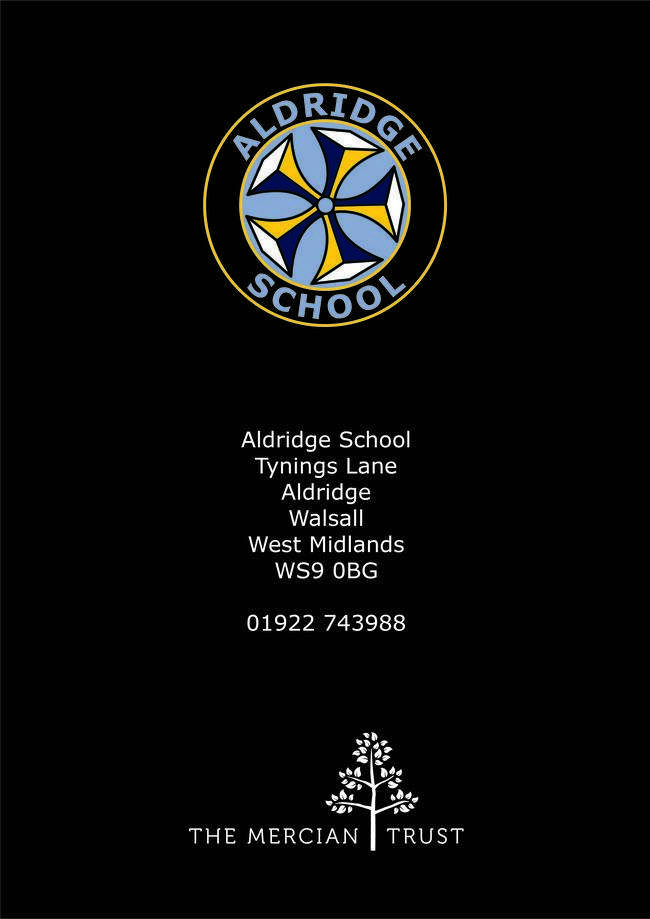 ALDRIDGE
SCHOOL
Aldridge School
Tynings Lane
Aldridge
Walsall
West Midlands
WS9 0BG
01922 743988
THE MERCIAN TRUST